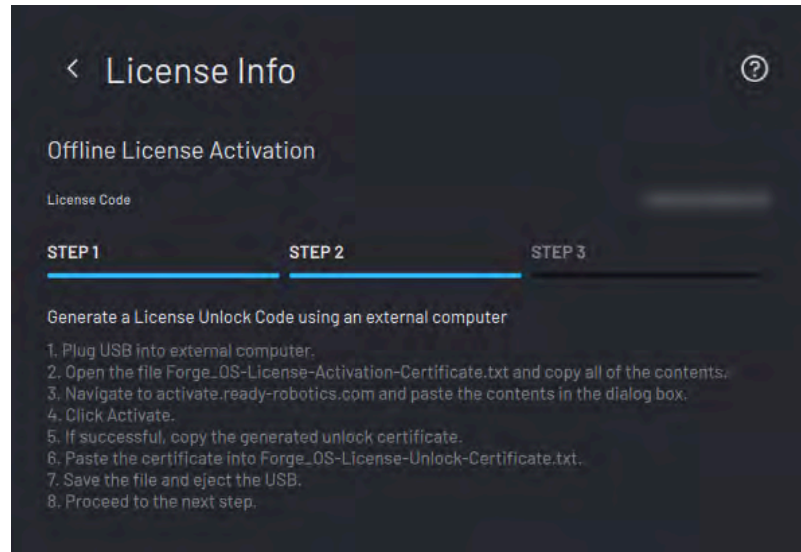 License Info
Offline License Activation
License Code
STEP 1 STEP 2 STEP 3
Generate a License Unlock Code using an external computer
1. Plug USB into external computer.
2. Open the file Forge_OS-License-Activation-Certificate.txt and copy all of the contents.
3. Navigate to activate.ready-robotics.com and paste the contents in the dialog box.
4. Click Activate.
5. If successful, copy the generated unlock certificate.
6. Paste the certificate into Forge_OS-License-Unlock-Certificate.txt.
7. Save the file and eject the USB.
8. Proceed to the next step.